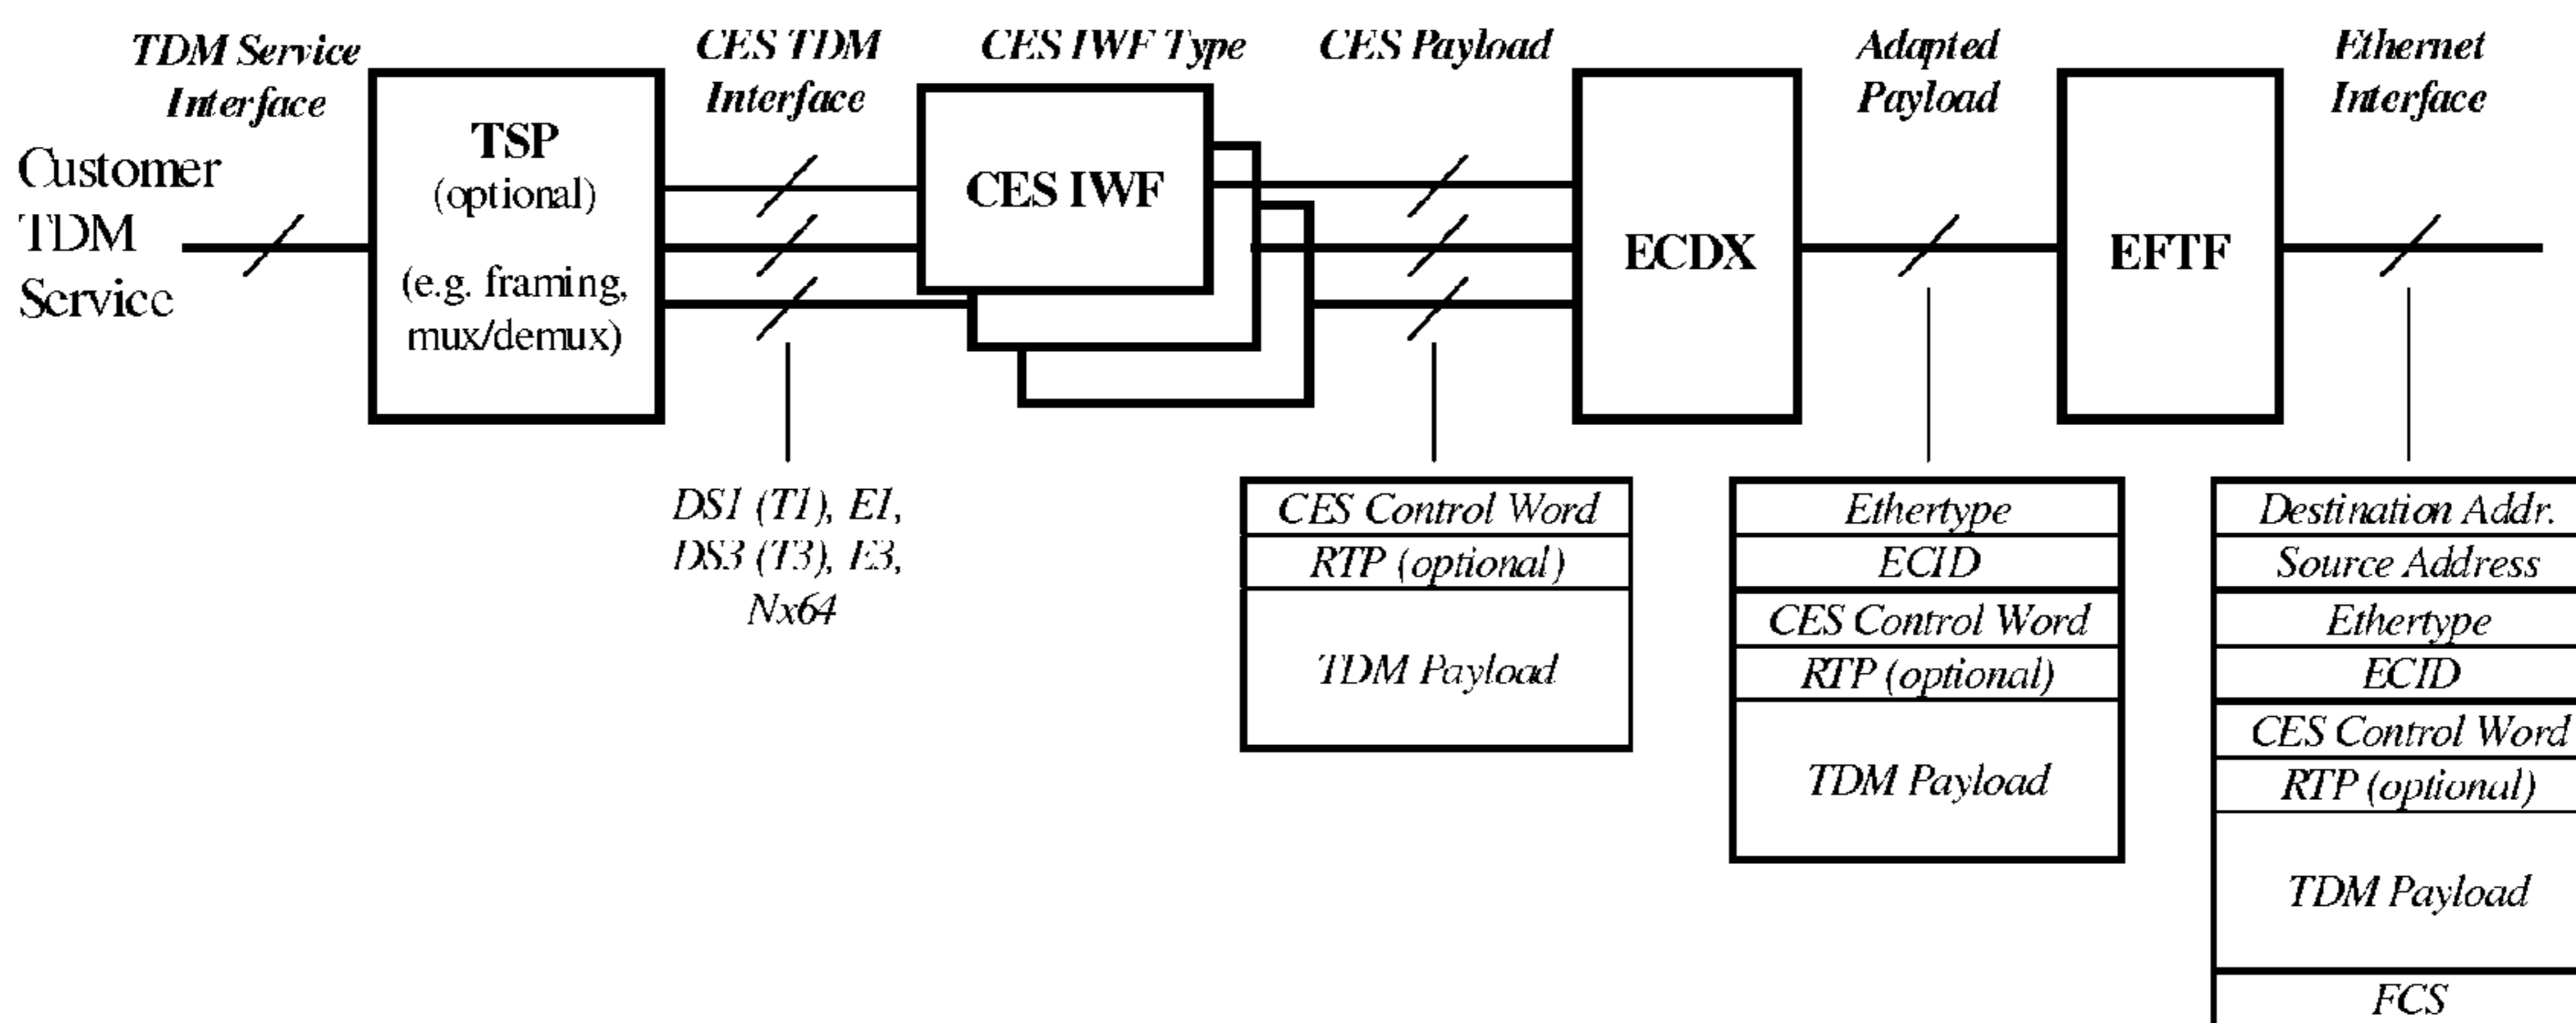 TDM Service
Interface
CES TDM
Interface
CES IWF Type
CES Payload
Adapted
Payload
Ethernet
Interface
Customer
TDM
Service
TSP
(optional)
(e.g. framing,
mux/demux)
CES IWF
ECDX
EFTF
DS1 (T1), E1,
DS3 (T3), E3,
Nx64
CES Control Word
RTP (optional)
TDM Payload
Ethertype
ECID
CES Control Word
RTP (optional)
TDM Payload
Destination Addr.
Source Address
Ethertype
ECID
CES Control Word
RTP (optional)
TDM Payload
FCS